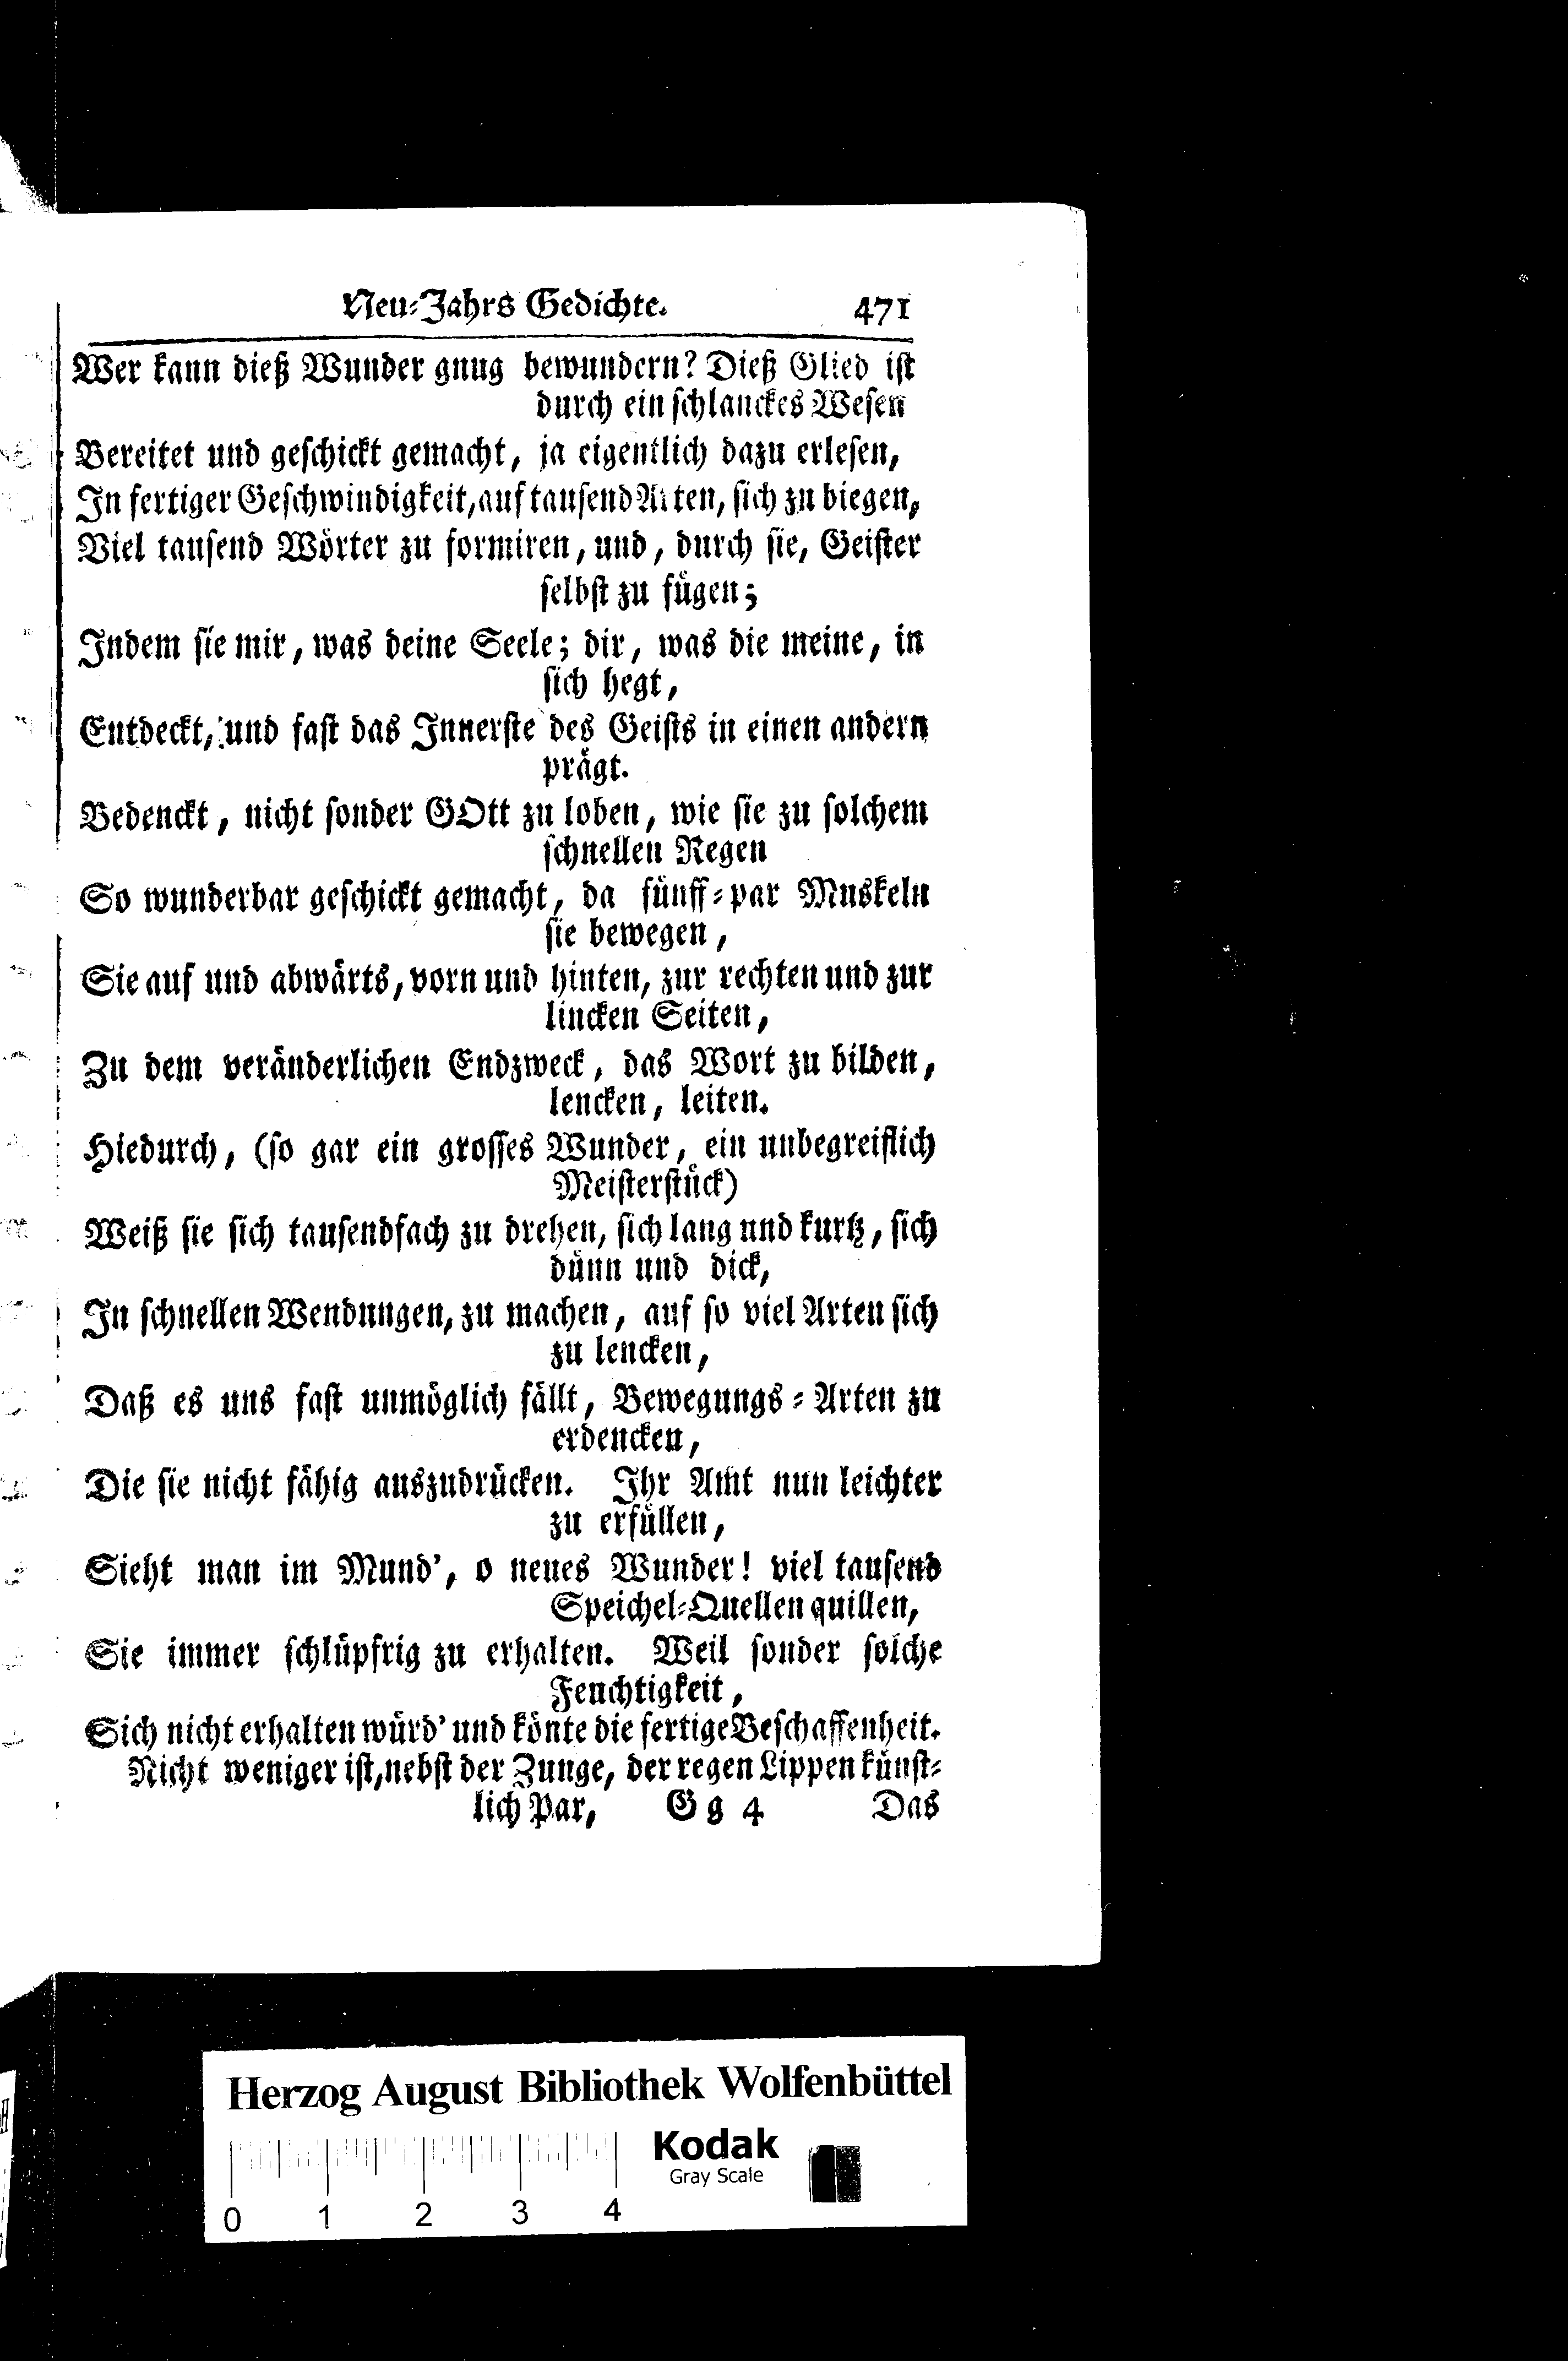 Neu-Jahrs Gedichte. 471
Wer kann dieß Wunder gnug bewundern? Dieß Glied ist
durch ein schlanckes Wesen
Bereitet und geschickt gemacht, ja eigentlich dazu erlesen,
In fertiger Geschwindigkeit, auf tausend Arten, sich zu biegen,
Viel tausend Wörter zu formiren, und, durch sie, Geister
selbst zu fügen;
Indem sie mir, was deine Seele; dir, was die meine, in
sich hegt,
Entdeckt, und fast das Innerste des Geists in einen andern
prägt.
Bedenckt, nicht sonder GOtt zu loben, wie sie zu solchem
schnellen Regen
So wunderbar geschickt gemacht, da fünff-par Muskeln
sie bewegen,
Sie auf und abwärts, vorn und hinten, zur rechten und zur
lincken Seiten,
Zu dem veränderlichen Endzweck, das Wort zu bilden,
lencken, leiten.
Hiedurch, (so gar ein grosses Wunder, ein unbegreiflich
Meisterstück)
Weiß sie sich tausendfach zu drehen, sich lang und kurtz, sich
dünn und dick,
In schnellen Wendungen, zu machen, auf so viel Arten sich
zu lencken,
Daß es uns fast unmöglich fällt, Bewegungs-Arten zu
erdencken,
Die sie nicht fähig auszudrücken. Ihr Amt nun leichter
zu erfüllen,
Sieht man im Mund', o neues Wunder! viel tausend
Speichel-Quellen quillen,
Sie immer schlüpfrig zu erhalten. Weil sonder solche
Feuchtigkeit,
Sich nicht erhalten würd' und könte die fertige Beschaffenheit.
Nicht weniger ist, nebst der Zunge, der regen Lippen künst-
lich Par, Gg 4 Das
Herzog August Bibliothek Wolfenbüttel
Kodak
Gray Scale
0 1 2 3 4